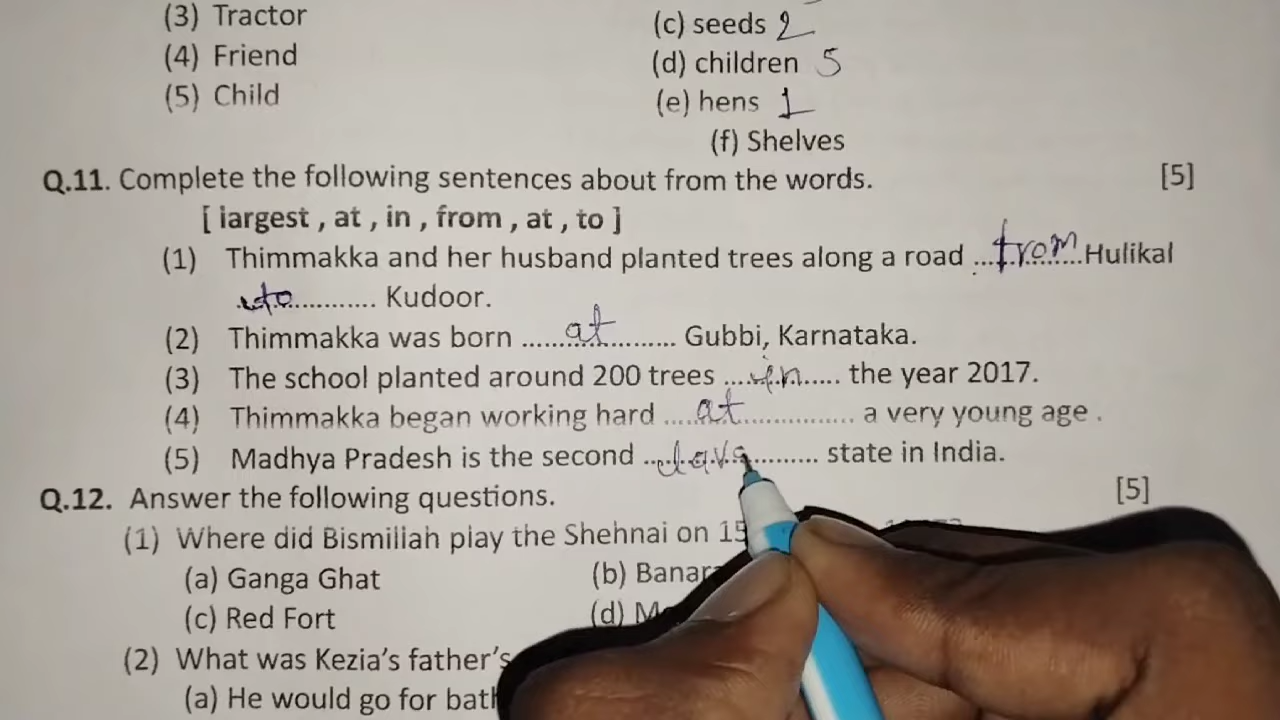 (3) Tractor
(c) seeds 2
(4) Friend
(d) children 5
(5) Child
(e) hens 1
(f) Shelves
Q.11. Complete the following sentences about from the words. [5]
[ largest , at , in , from , at , to ]
(1) Thimmakka and her husband planted trees along a road ...from...Hulikal
to............ Kudoor.
(2) Thimmakka was born ......at......... Gubbi, Karnataka.
(3) The school planted around 200 trees ....in..... the year 2017.
(4) Thimmakka began working hard ....at.............. a very young age .
(5) Madhya Pradesh is the second ............ state in India.
Q.12. Answer the following questions. [5]
(1) Where did Bismillah play the Shehnai on 15
(a) Ganga Ghat (b)
(c) Red Fort (d)
(2) What was Kezia's father's
(a) He would go for